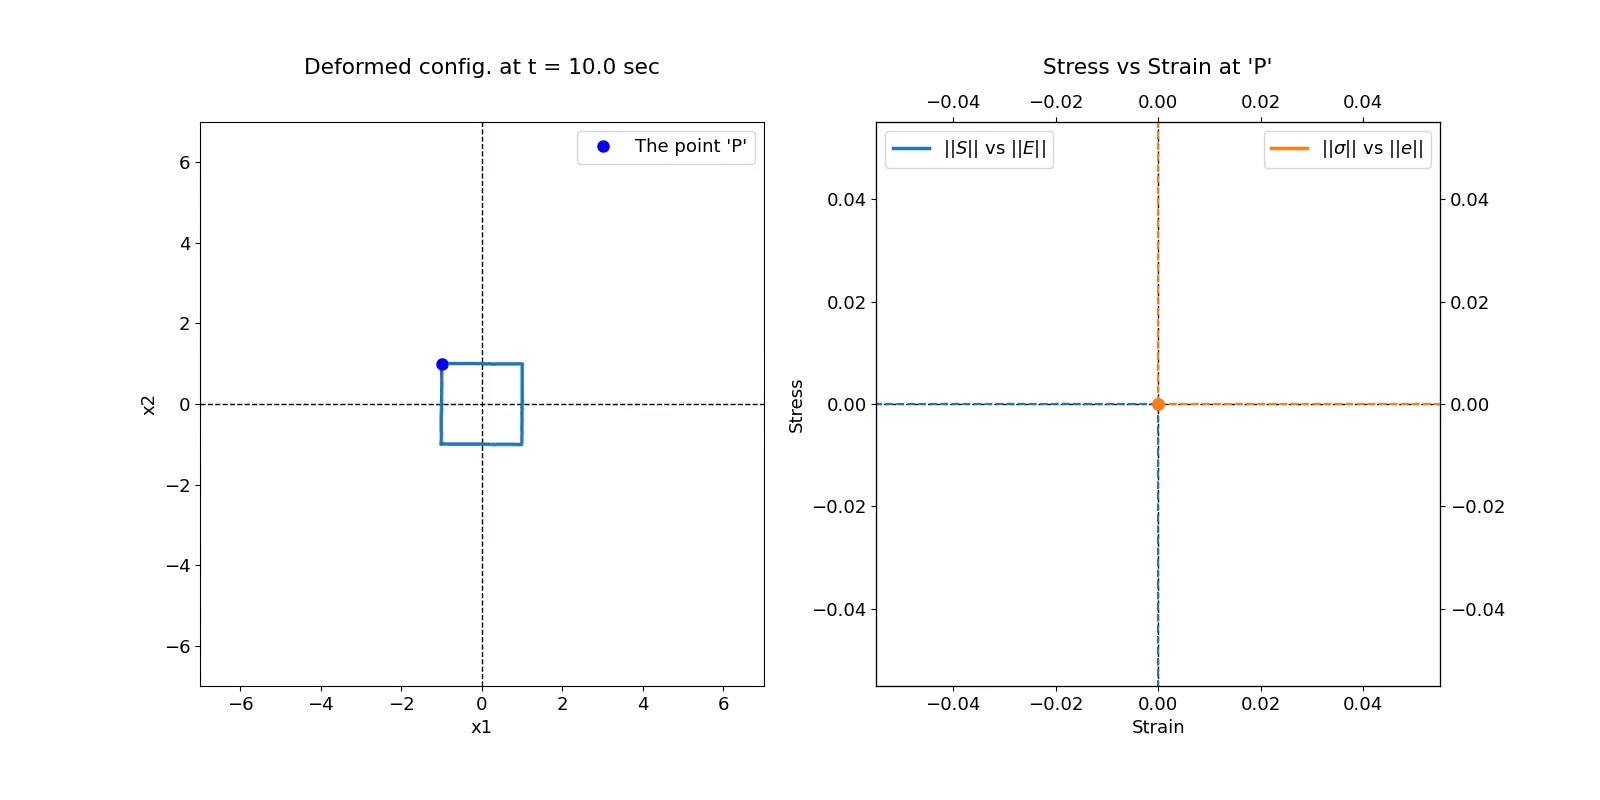 Deformed config. at t = 10.0 sec
The point 'P'
x2
6
4
2
0
−2
−4
−6
−6 −4 −2 0 2 4 6
x1
Stress vs Strain at 'P'
−0.04 −0.02 0.00 0.02 0.04
||S|| vs ||E||
||σ|| vs ||e||
Stress
0.04 0.04
0.02 0.02
0.00 0.00
−0.02 −0.02
−0.04 −0.04
−0.04 −0.02 0.00 0.02 0.04
Strain